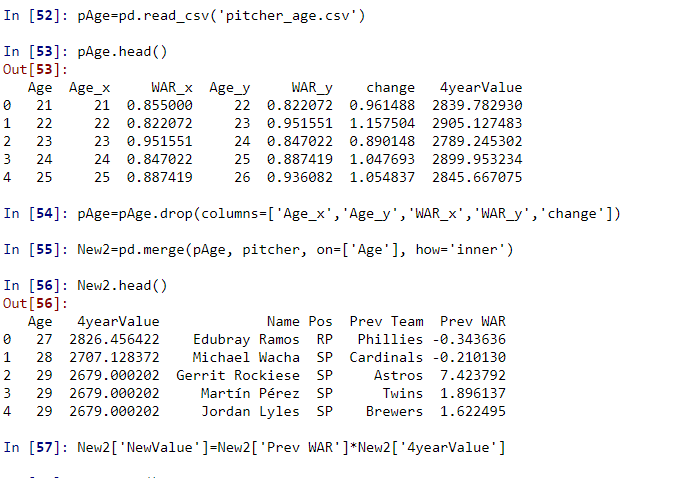 In [52]: pAge=pd.read_csv('pitcher_age.csv')
In [53]: pAge.head()
Out[53]:
Age Age_x WAR_x Age_y WAR_y change 4yearValue
0 21 21 0.855000 22 0.822072 0.961488 2839.782930
1 22 22 0.822072 23 0.951551 1.157504 2905.127483
2 23 23 0.951551 24 0.847022 0.890148 2789.245302
3 24 24 0.847022 25 0.887419 1.047693 2899.953234
4 25 25 0.887419 26 0.936082 1.054837 2845.667075
In [54]: pAge=pAge.drop(columns=['Age_x','Age_y','WAR_x','WAR_y','change'])
In [55]: New2=pd.merge(pAge, pitcher, on=['Age'], how='inner')
In [56]: New2.head()
Out[56]:
Age 4yearValue Name Pos Prev Team Prev WAR
0 27 2826.456422 Edubray Ramos RP Phillies -0.343636
1 28 2707.128372 Michael Wacha SP Cardinals -0.210130
2 29 2679.000202 Gerrit Rockiese SP Astros 7.423792
3 29 2679.000202 Martín Pérez SP Twins 1.896137
4 29 2679.000202 Jordan Lyles SP Brewers 1.622495
In [57]: New2['NewValue']=New2['Prev WAR']*New2['4yearValue']